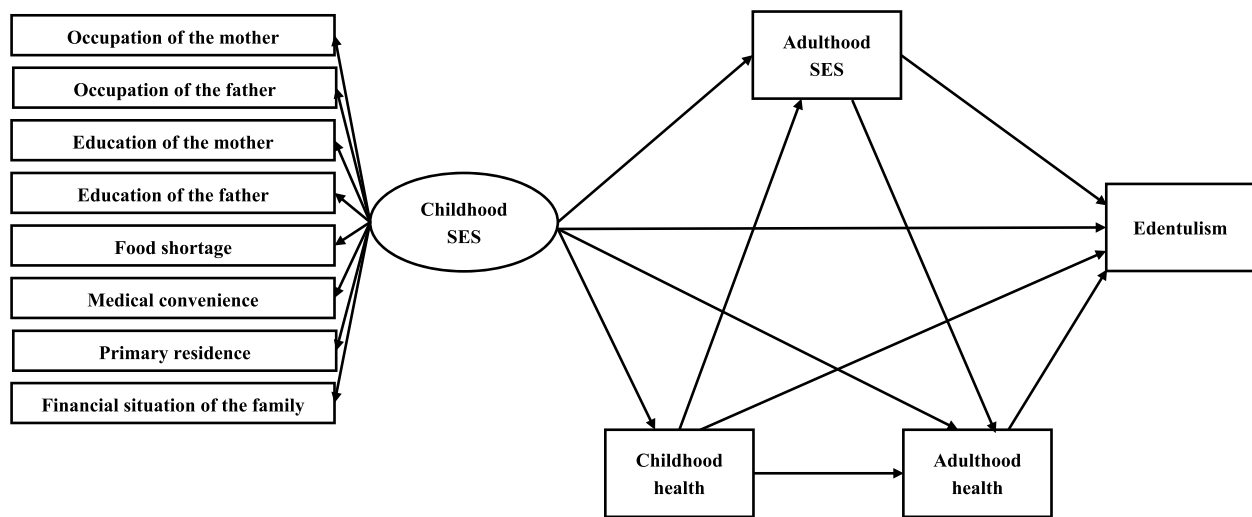 Occupation of the mother
Occupation of the father
Education of the mother
Education of the father
Food shortage
Medical convenience
Primary residence
Financial situation of the family
Childhood
SES
Adulthood
SES
Edentulism
Childhood
health
Adulthood
health